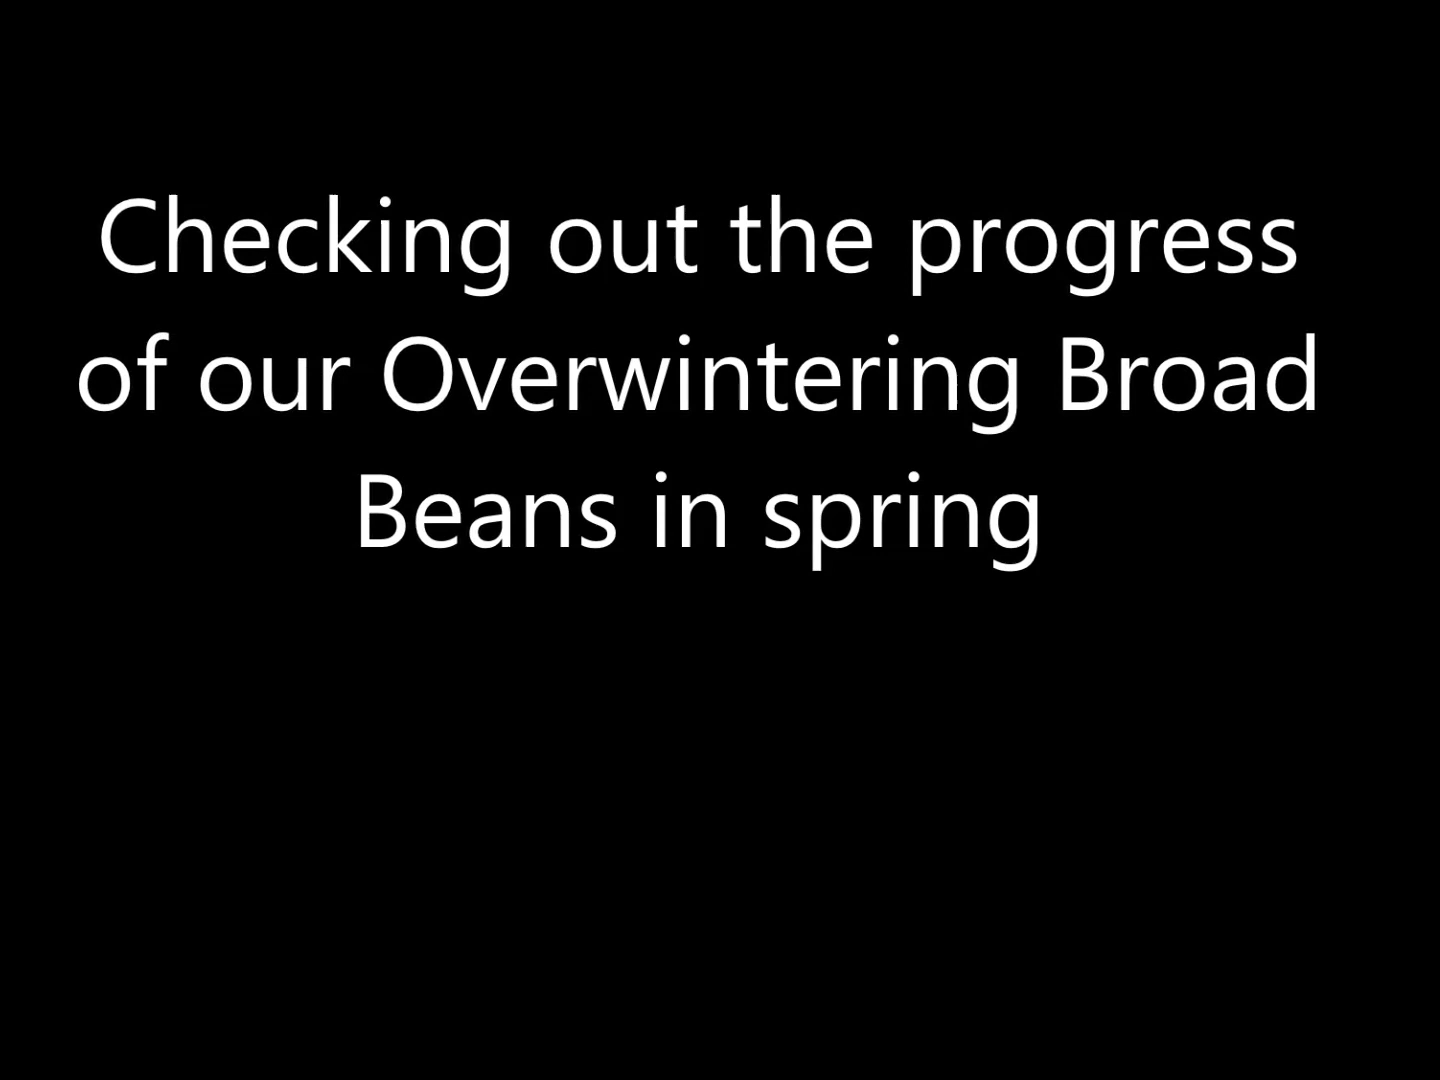 Checking out the progress
of our Overwintering Broad
Beans in spring